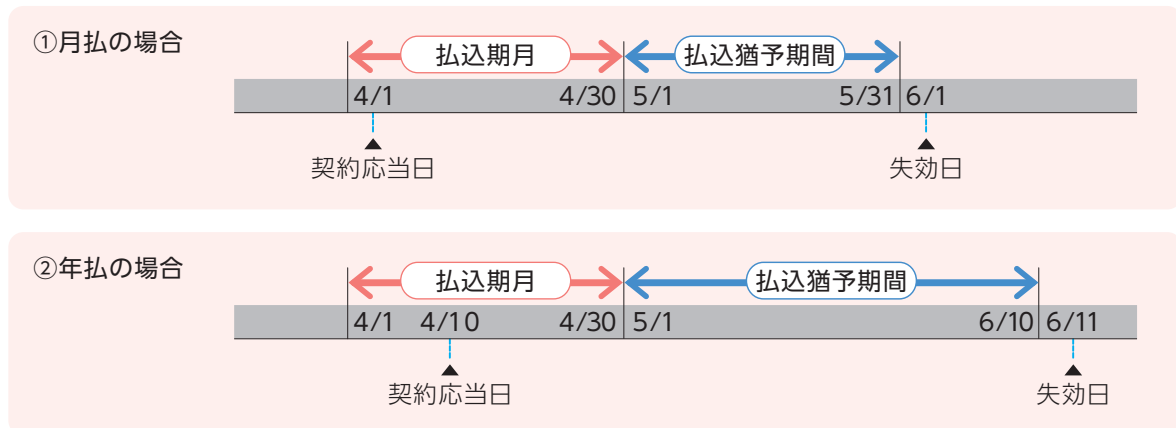 ①月払の場合
払込期月 払込猶予期間
4/1 4/30 5/1 5/31 6/1
契約応当日 失効日
②年払の場合
払込期月 払込猶予期間
4/1 4/10 4/30 5/1 6/10 6/11
契約応当日 失効日